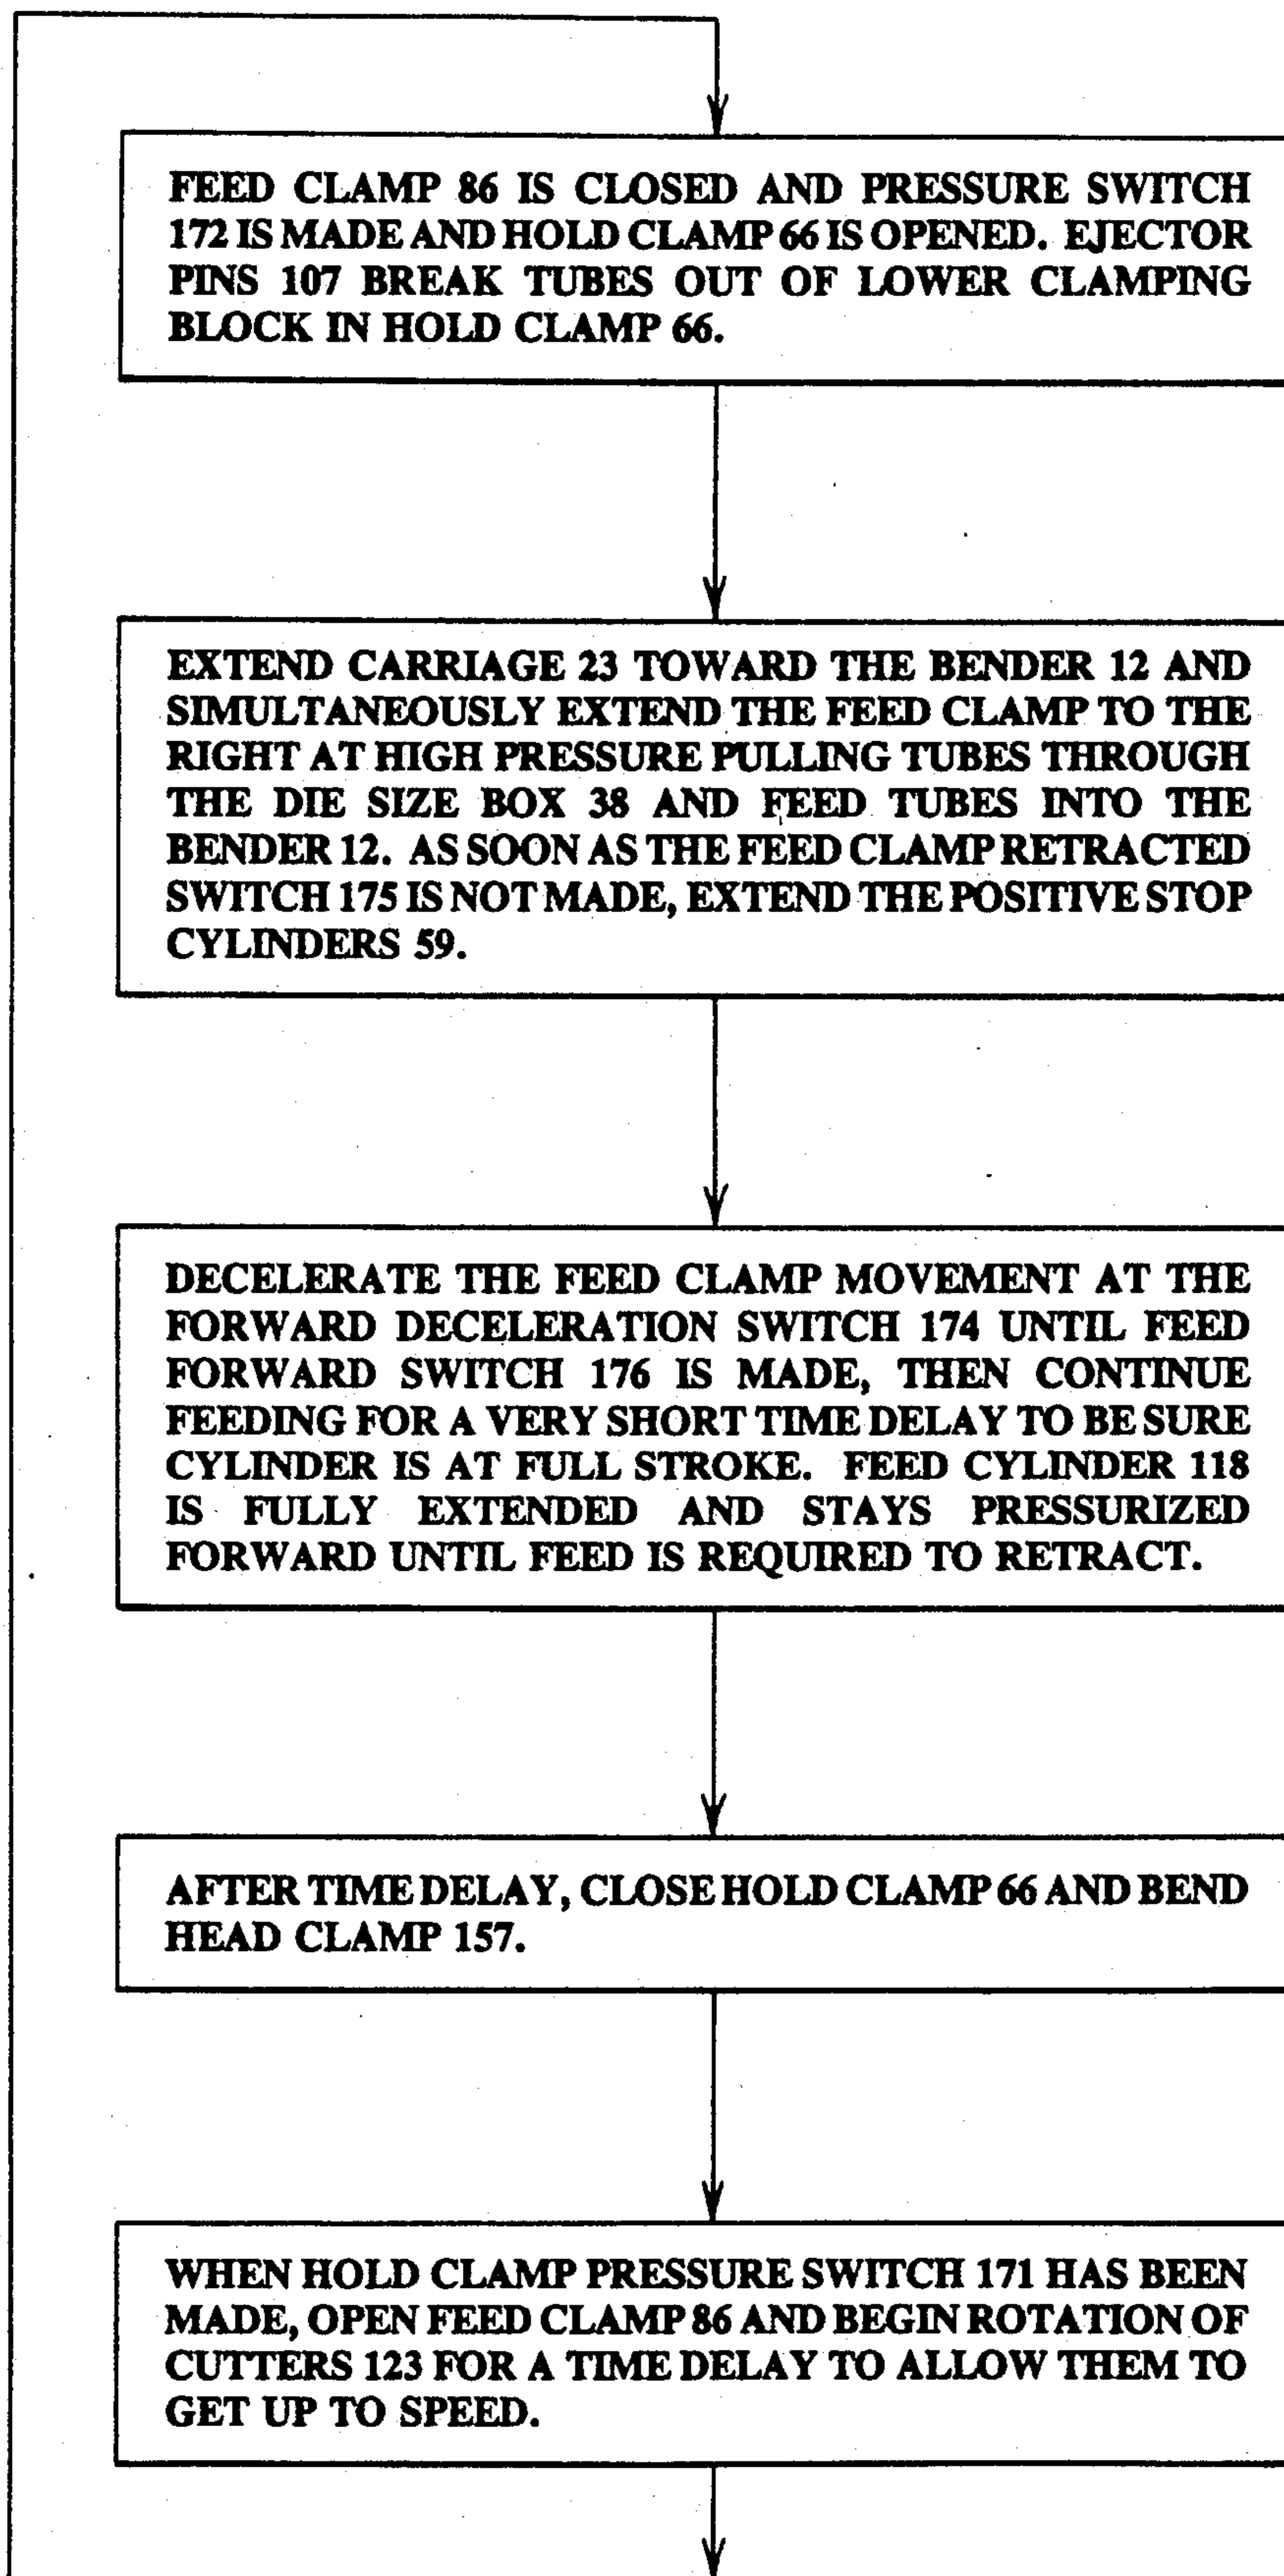 FEED CLAMP 86 IS CLOSED AND PRESSURE SWITCH
172 IS MADE AND HOLD CLAMP 66 IS OPENED. EJECTOR
PINS 107 BREAK TUBES OUT OF LOWER CLAMPING
BLOCK IN HOLD CLAMP 66.
EXTEND CARRIAGE 23 TOWARD THE BENDER 12 AND
SIMULTANEOUSLY EXTEND THE FEED CLAMP TO THE
RIGHT AT HIGH PRESSURE PULLING TUBES THROUGH
THE DIE SIZE BOX 38 AND FEED TUBES INTO THE
BENDER 12. AS SOON AS THE FEED CLAMP RETRACTED
SWITCH 175 IS NOT MADE, EXTEND THE POSITIVE STOP
CYLINDERS 59.
DECELERATE THE FEED CLAMP MOVEMENT AT THE
FORWARD DECELERATION SWITCH 174 UNTIL FEED
FORWARD SWITCH 176 IS MADE, THEN CONTINUE
FEEDING FOR A VERY SHORT TIME DELAY TO BE SURE
CYLINDER IS AT FULL STROKE. FEED CYLINDER 118
IS FULLY EXTENDED AND STAYS PRESSURIZED
FORWARD UNTIL FEED IS REQUIRED TO RETRACT.
AFTER TIME DELAY, CLOSE HOLD CLAMP 66 AND BEND
HEAD CLAMP 157.
WHEN HOLD CLAMP PRESSURE SWITCH 171 HAS BEEN
MADE, OPEN FEED CLAMP 86 AND BEGIN ROTATION OF
CUTTERS 123 FOR A TIME DELAY TO ALLOW THEM TO
GET UP TO SPEED.